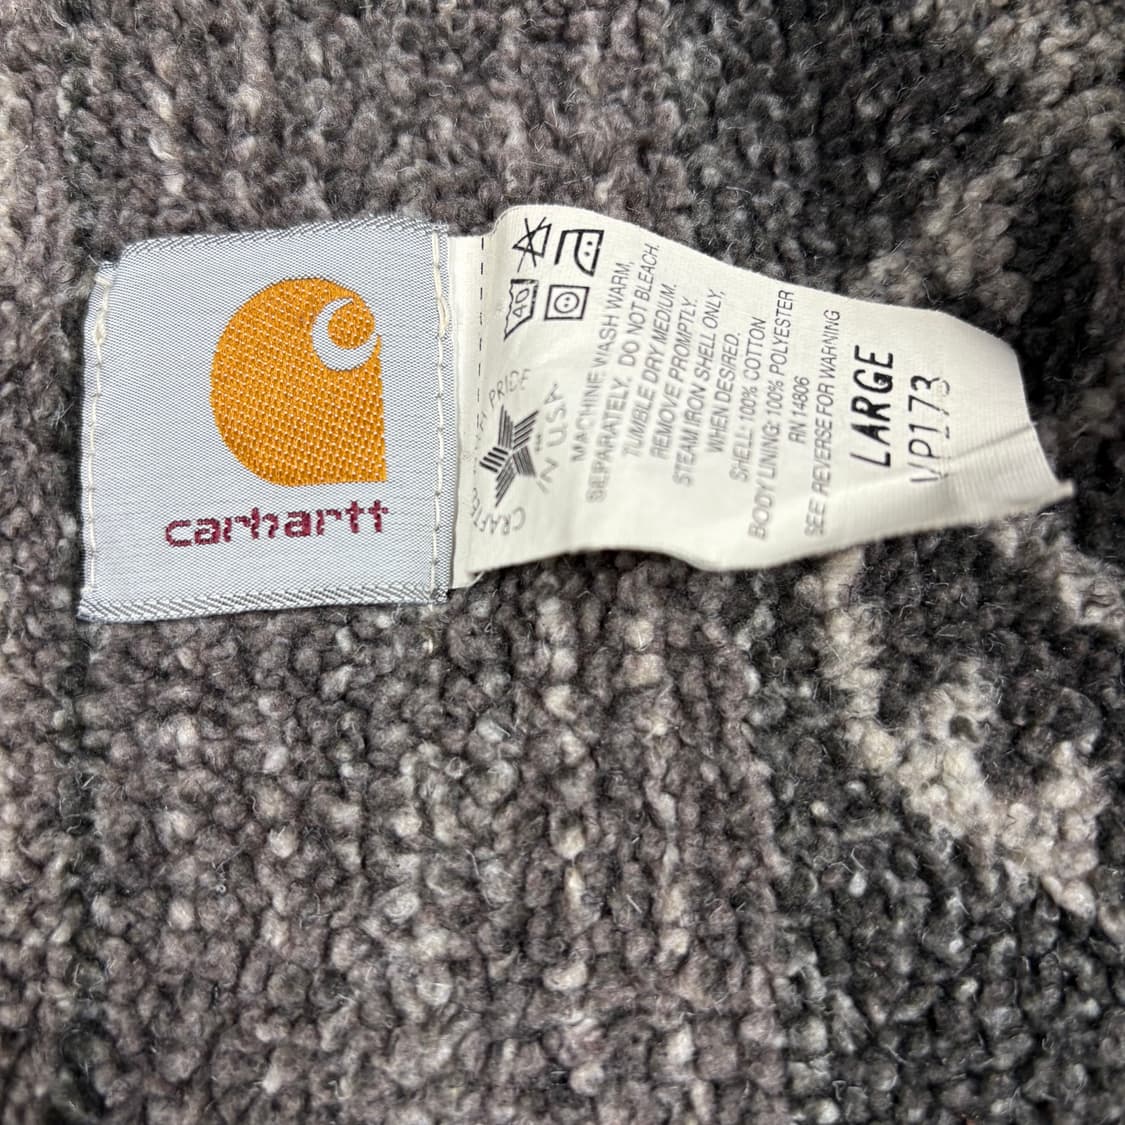 carhartt
CRAFTED WITH PRIDE
IN USA
40
MACHINE WASH WARM,
SEPARATELY. DO NOT BLEACH.
TUMBLE DRY MEDIUM.
REMOVE PROMPTLY.
STEAM IRON SHELL ONLY,
WHEN DESIRED.
SHELL: 100% COTTON
BODY LINING: 100% POLYESTER
RN 14806
SEE REVERSE FOR WARNING
LARGE
VP173